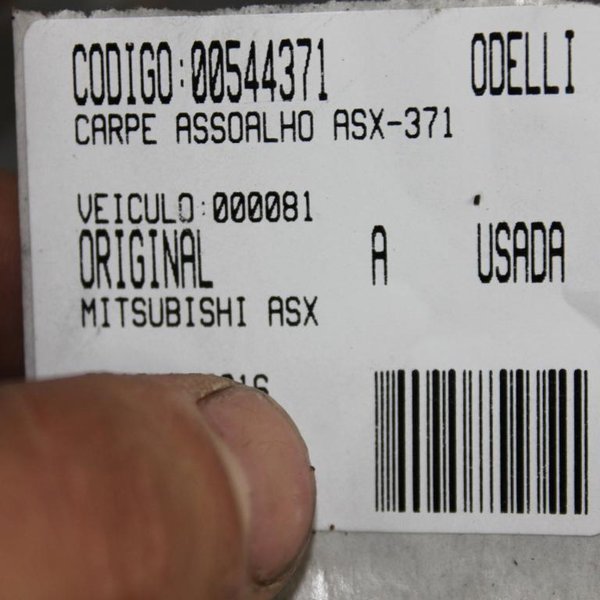 CODIGO:00544371 ODELLI
CARPE ASSOALHO ASX-371
VEICULO:000081
ORIGINAL A USADA
MITSUBISHI ASX